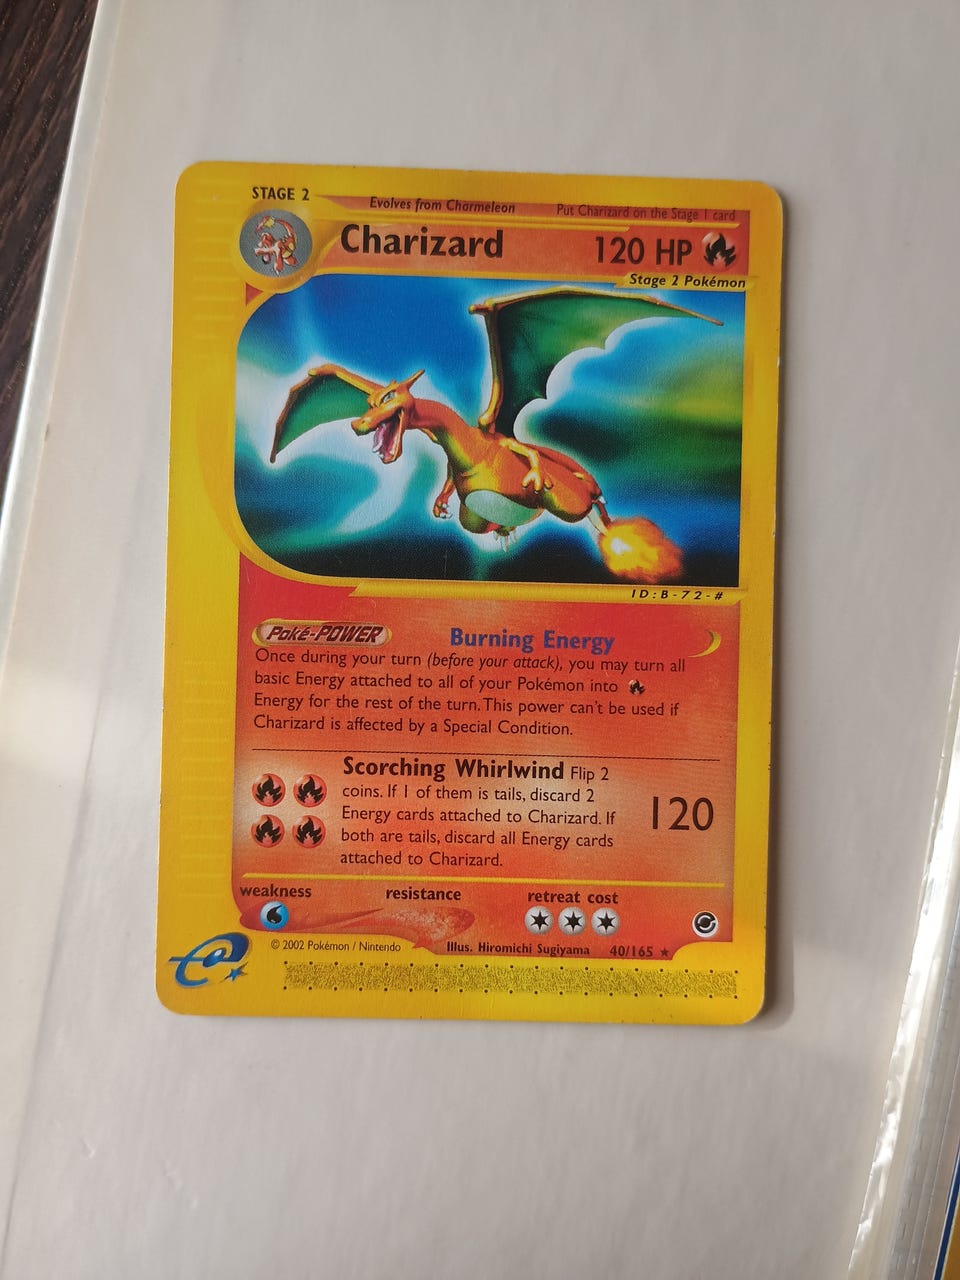 STAGE 2
Evolves from Charmeleon
Put Charizard on the Stage 1 card
Charizard
120 HP
Stage 2 Pokémon
ID:B-72-#
Poké-POWER
Burning Energy
Once during your turn (before your attack), you may turn all
basic Energy attached to all of your Pokémon into
Energy for the rest of the turn. This power can't be used if
Charizard is affected by a Special Condition.
Scorching Whirlwind Flip 2
coins. If 1 of them is tails, discard 2
Energy cards attached to Charizard. If
both are tails, discard all Energy cards
attached to Charizard.
120
weakness
resistance
retreat cost
e
© 2002 Pokémon / Nintendo
Illus. Hiromichi Sugiyama
40/165 ★